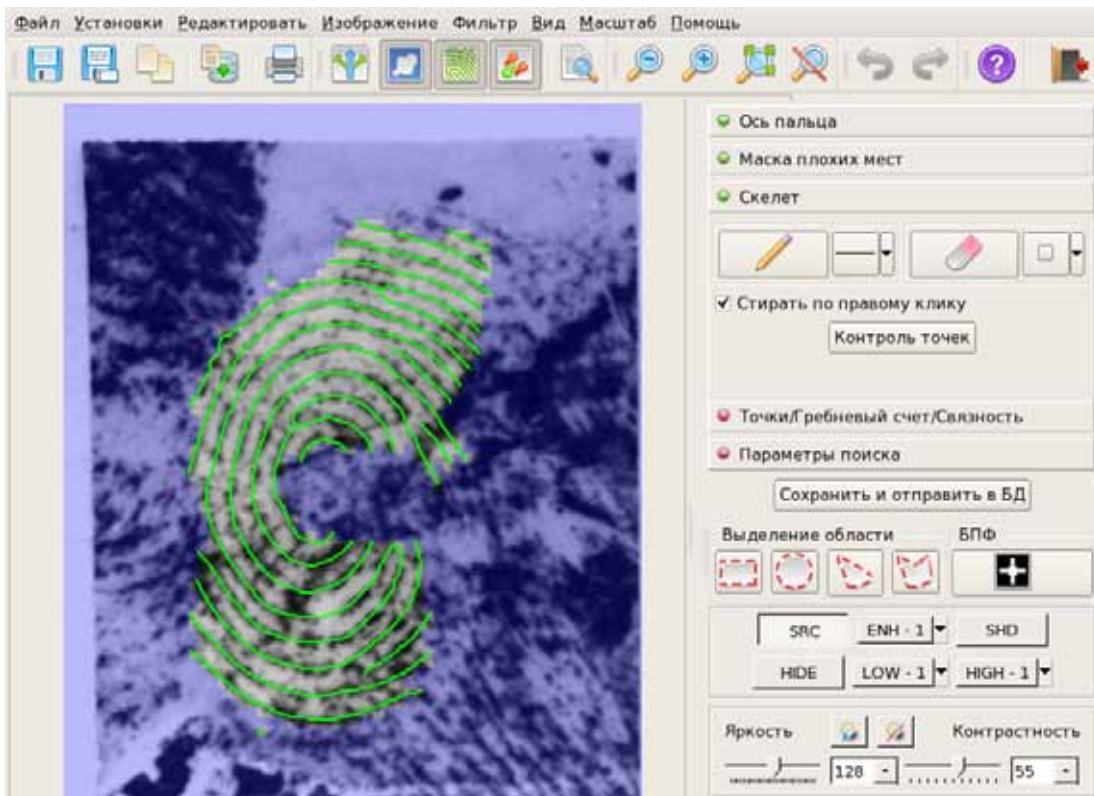 Файл Установки Редактировать Изображение Фильтр Вид Масштаб Помощь
Ось пальца
Маска плохих мест
Скелет
Стирать по правому клику
Контроль точек
Точки/Гребневый счет/Связность
Параметры поиска
Сохранить и отправить в БД
Выделение области БПФ
SRC ENH - 1 SHD
HIDE LOW - 1 HIGH - 1
Яркость Контрастность
128 55